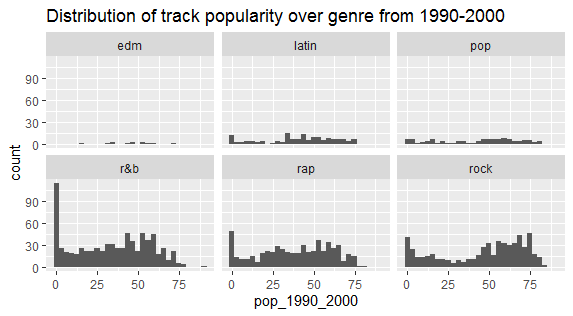 Distribution of track popularity over genre from 1990-2000
edm latin pop
90
60
30
0
count
r&b rap rock
90
60
30
0
0 25 50 75 0 25 50 75 0 25 50 75
pop_1990_2000